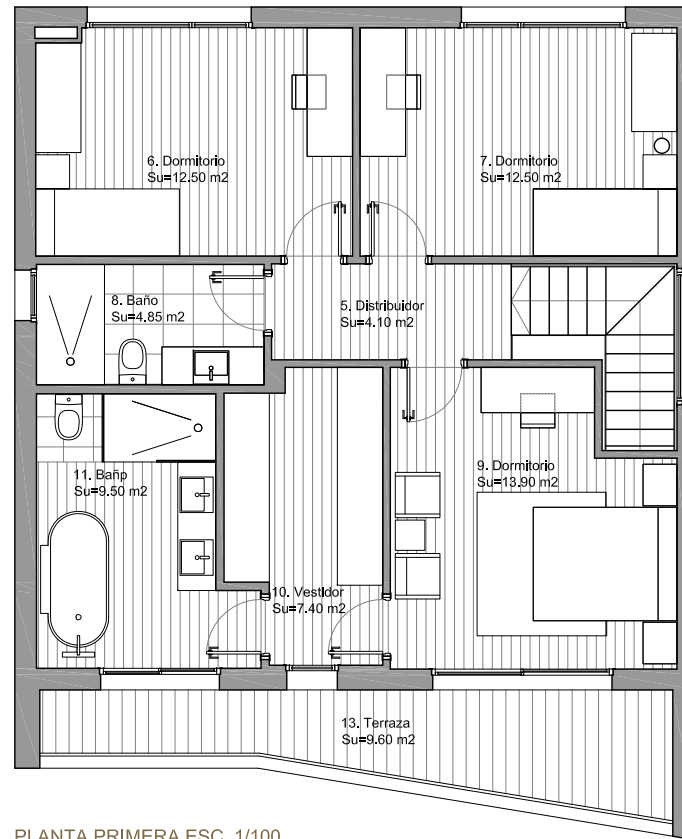 6. Dormitorio
Su=12.50 m2
7. Dormitorio
Su=12.50 m2
8. Baño
Su=4.85 m2
5. Distribuidor
Su=4.10 m2
11. Bañp
Su=9.50 m2
9. Dormitorio
Su=13.90 m2
10. Vestidor
Su=7.40 m2
13. Terraza
Su=9.60 m2
PLANTA PRIMERA ESC. 1/100